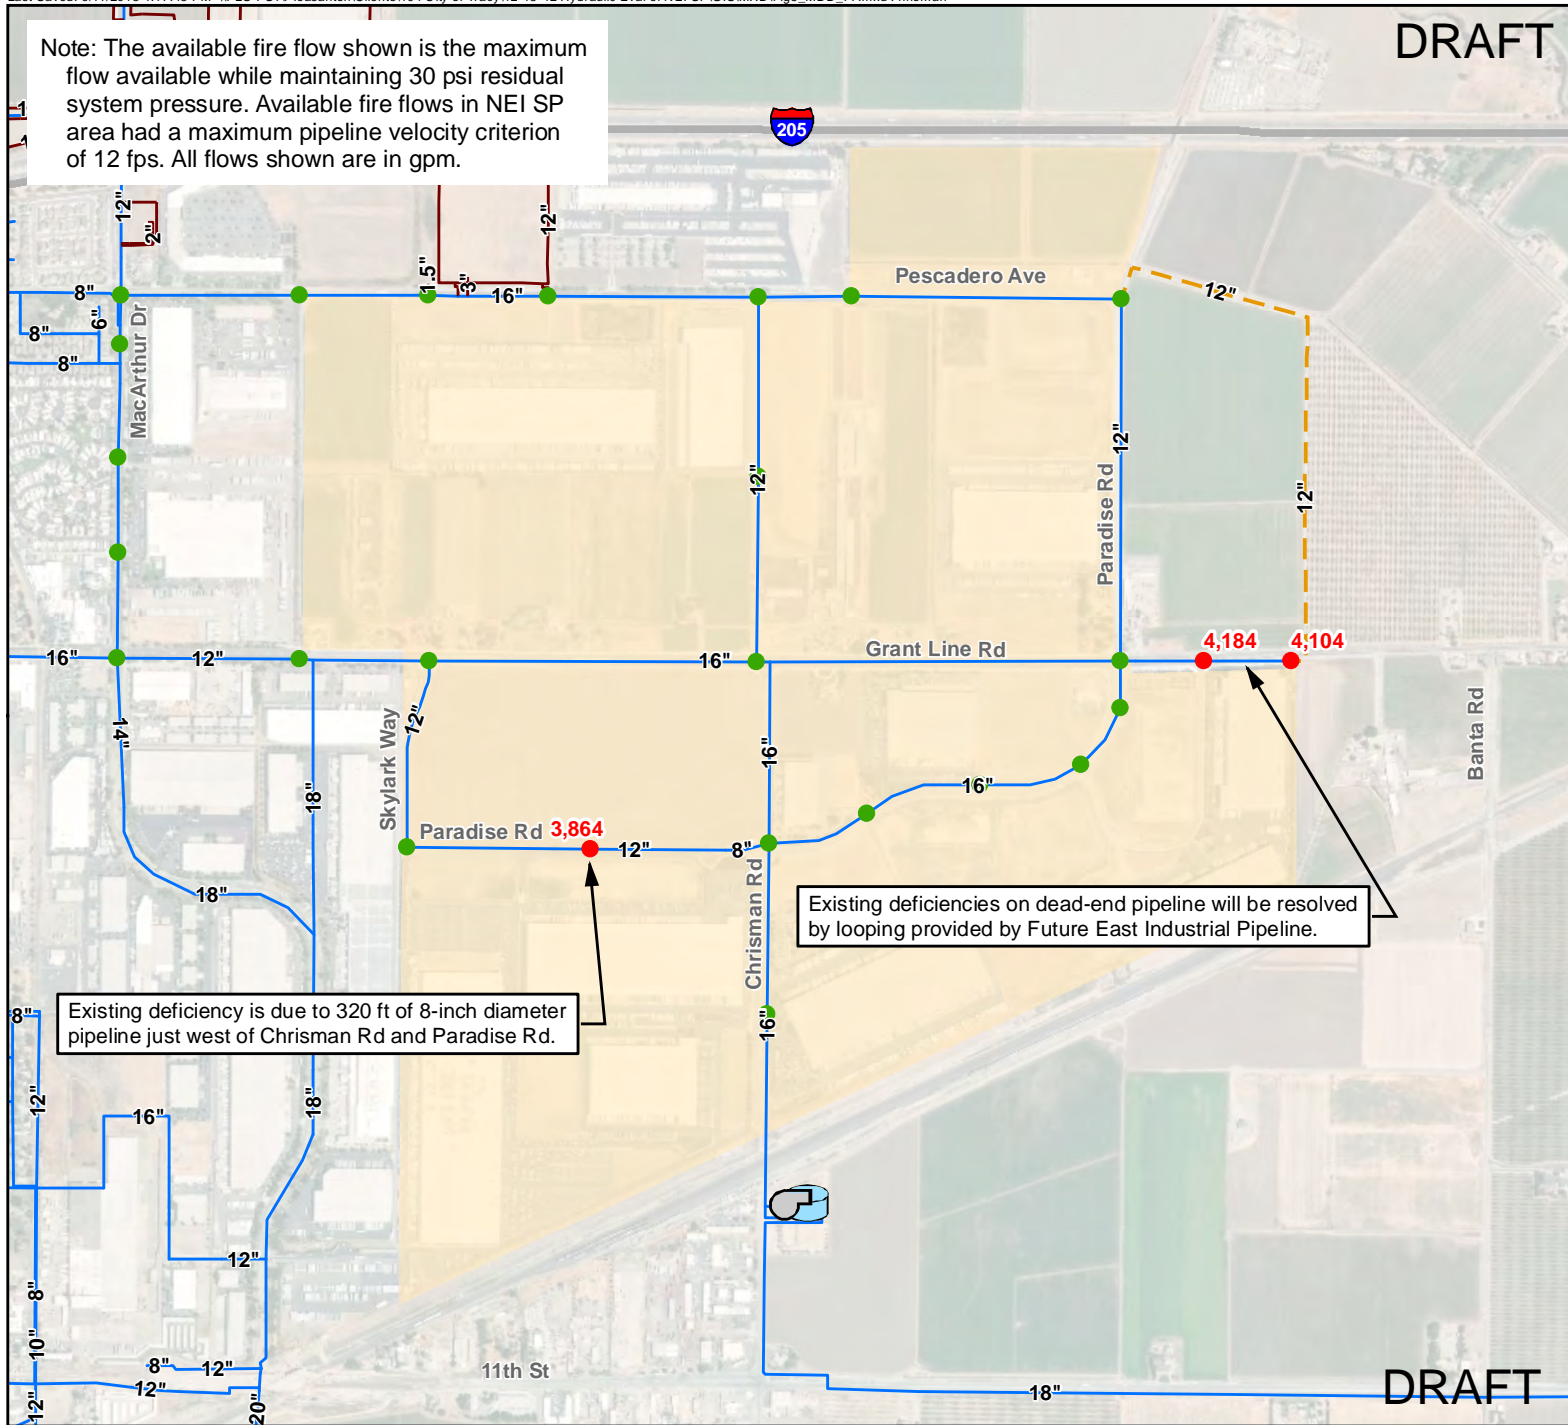 DRAFT
Note: The available fire flow shown is the maximum
flow available while maintaining 30 psi residual
system pressure. Available fire flows in NEI SP
area had a maximum pipeline velocity criterion
of 12 fps. All flows shown are in gpm.
205
12"
2"
12"
1.5"
3"
Pescadero Ave
12"
8"
16"
6"
8"
8"
MacArthur Dr
12"
12"
Paradise Rd
12"
16"
12"
16"
Grant Line Rd
4,184
4,104
14"
Skylark Way
12"
16"
18"
16"
Banta Rd
Paradise Rd
3,864
12"
8"
18"
Chrisman Rd
Existing deficiencies on dead-end pipeline will be resolved
by looping provided by Future East Industrial Pipeline.
Existing deficiency is due to 320 ft of 8-inch diameter
pipeline just west of Chrisman Rd and Paradise Rd.
8"
16"
12"
16"
18"
12"
8"
10"
8"
12"
11th St
12"
12"
20"
18"
DRAFT